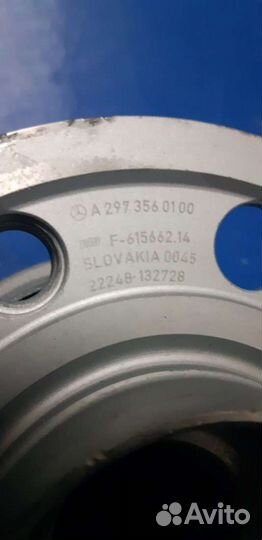 A 297 356 01 00
F-615662.14
SLOVAKIA 0045
22248-132728
Avito